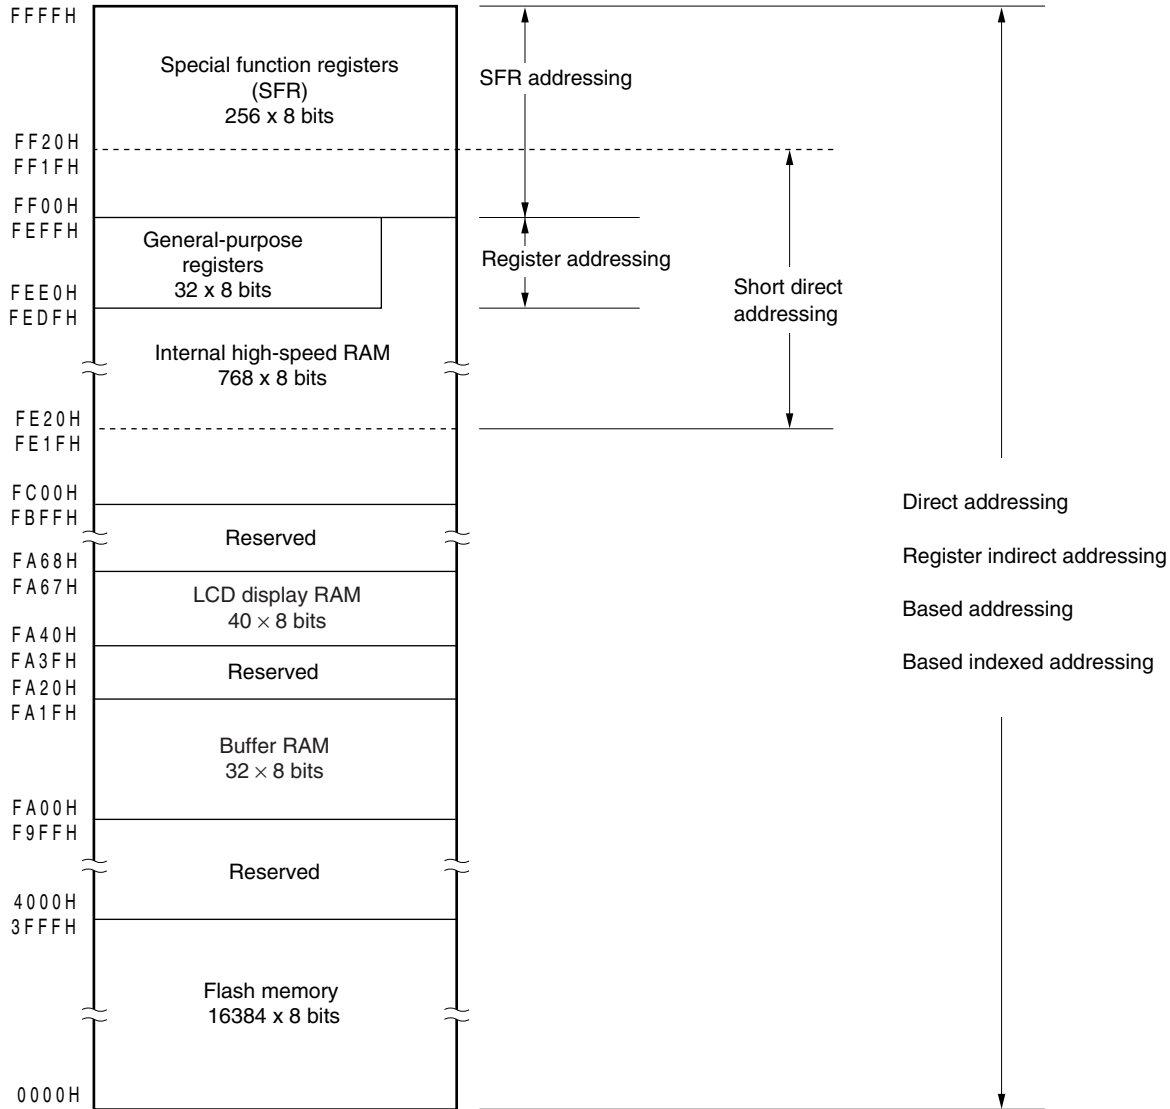 FFFFH
Special function registers
(SFR)
256 x 8 bits
SFR addressing
FF20H
FF1FH
FF00H
FEFFH
General-purpose
registers
32 x 8 bits
Register addressing
Short direct
addressing
FEE0H
FEDFH
Internal high-speed RAM
768 x 8 bits
FE20H
FE1FH
FC00H
FBFFH
Reserved
Direct addressing
Register indirect addressing
Based addressing
Based indexed addressing
FA68H
FA67H
LCD display RAM
40 × 8 bits
FA40H
FA3FH
Reserved
FA20H
FA1FH
Buffer RAM
32 × 8 bits
FA00H
F9FFH
Reserved
4000H
3FFFH
Flash memory
16384 x 8 bits
0000H